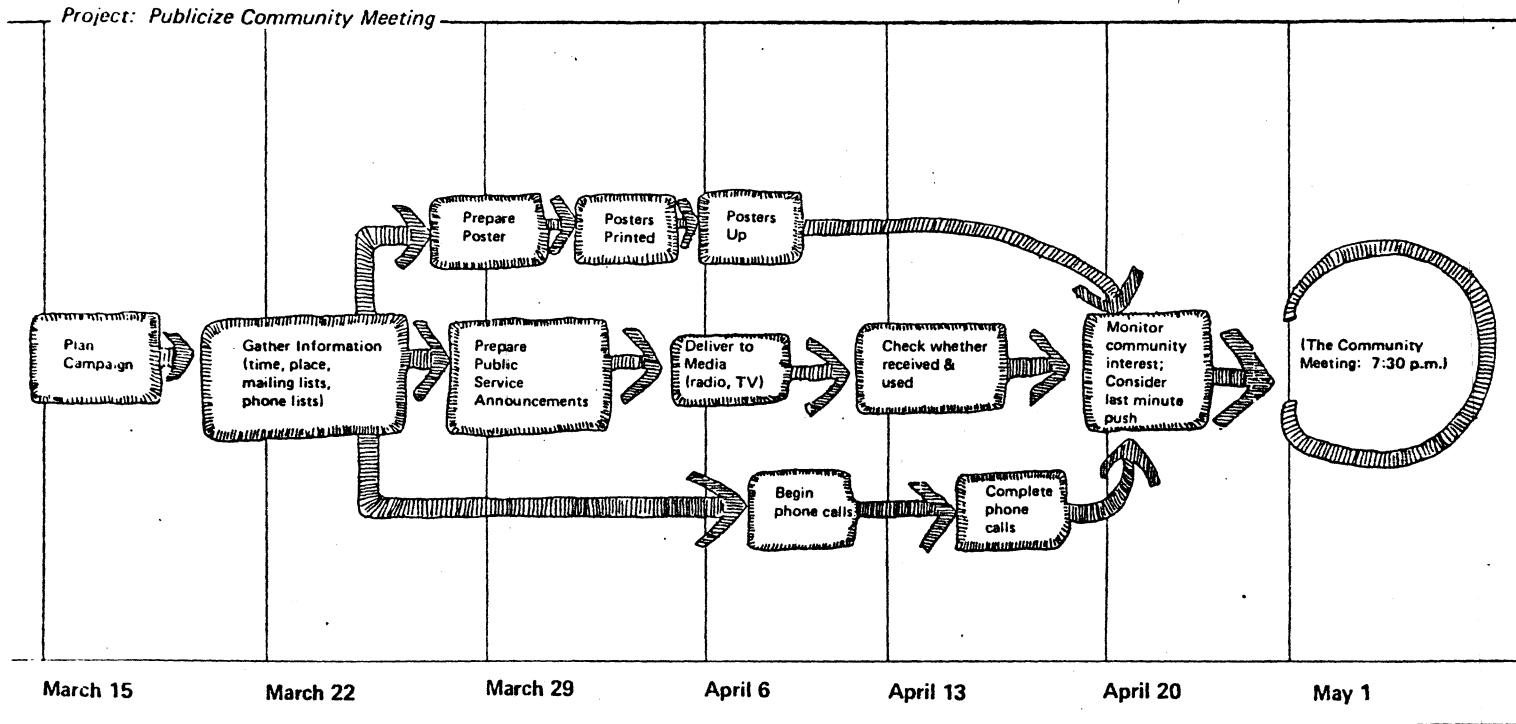 Project: Publicize Community Meeting
Prepare
Poster
Posters
Printed
Posters
Up
Plan
Campaign
Gather Information
(time, place,
mailing lists,
phone lists)
Prepare
Public
Service
Announcements
Deliver to
Media
(radio, TV)
Check whether
received &
used
Monitor
community
interest;
Consider
last minute
push
(The Community
Meeting: 7:30 p.m.)
Begin
phone calls
Complete
phone
calls
March 15
March 22
March 29
April 6
April 13
April 20
May 1